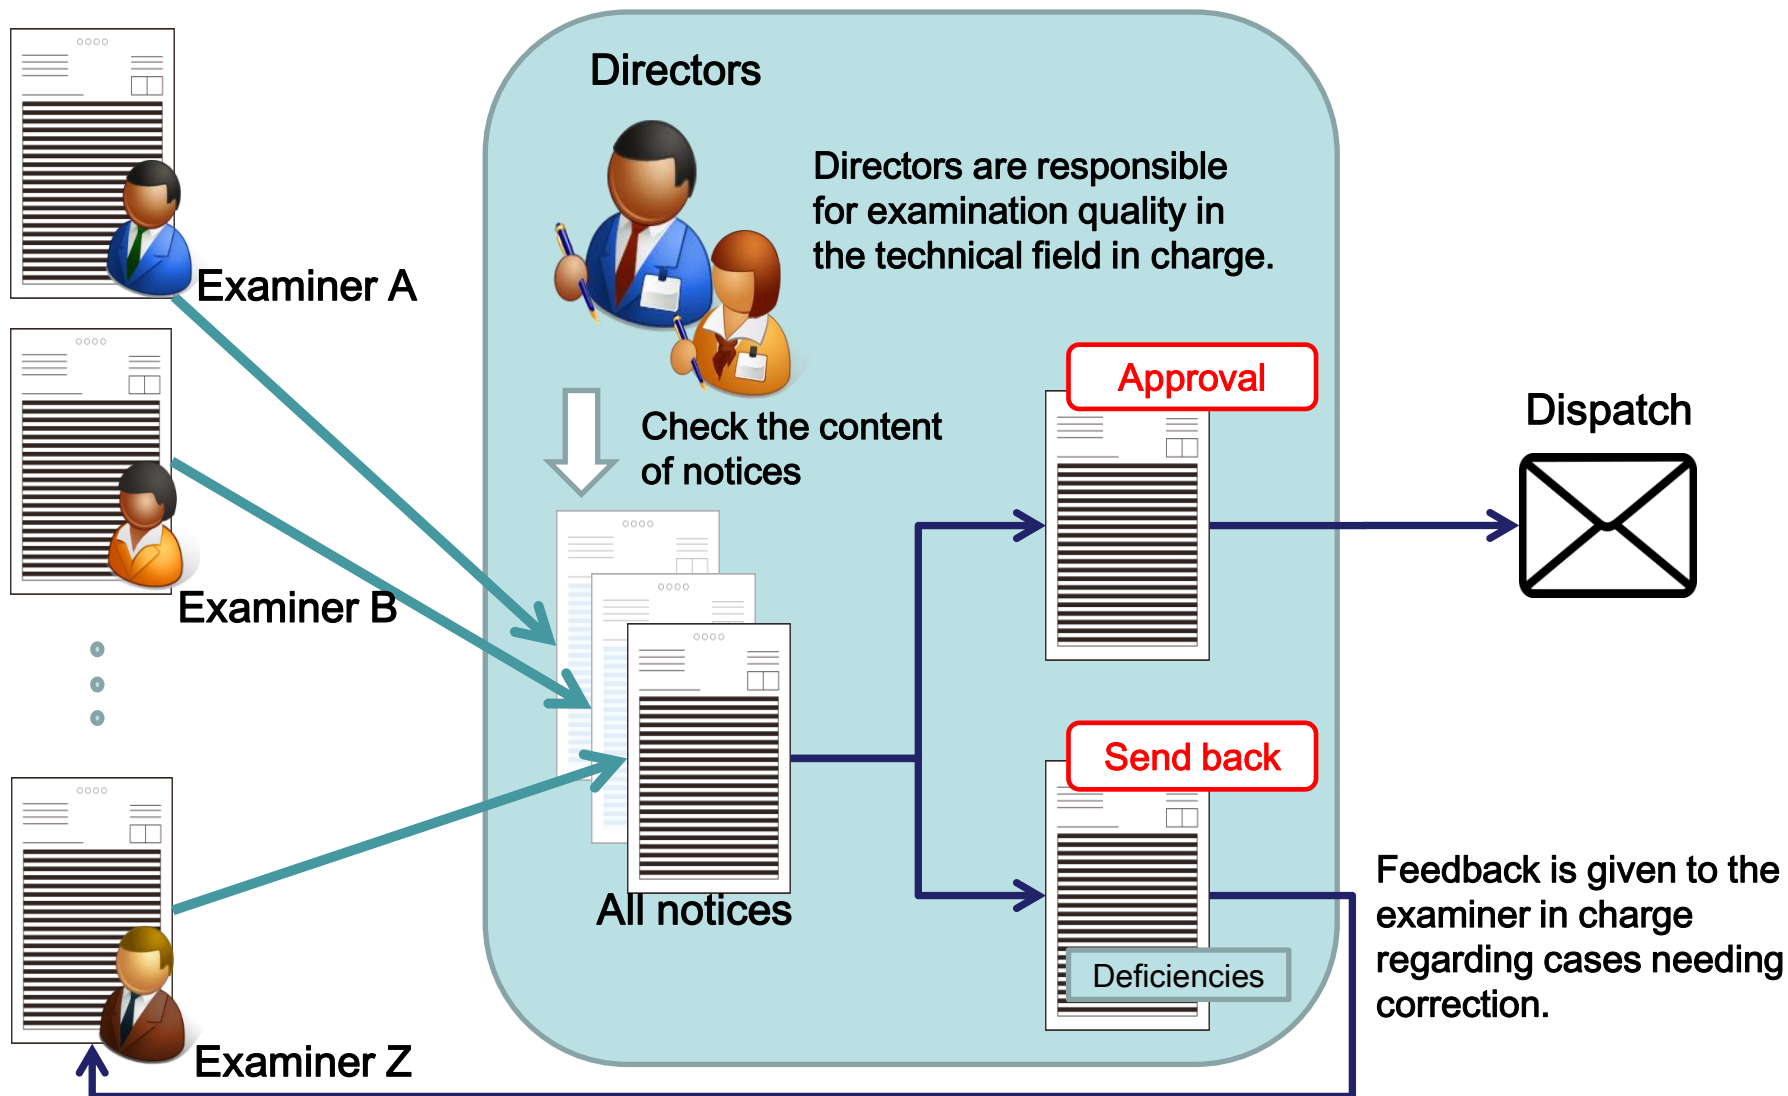 Directors
Directors are responsible
for examination quality in
the technical field in charge.
Examiner A
Approval
Check the content
of notices
Dispatch
Examiner B
Send back
All notices
Feedback is given to the
examiner in charge
regarding cases needing
correction.
Deficiencies
Examiner Z